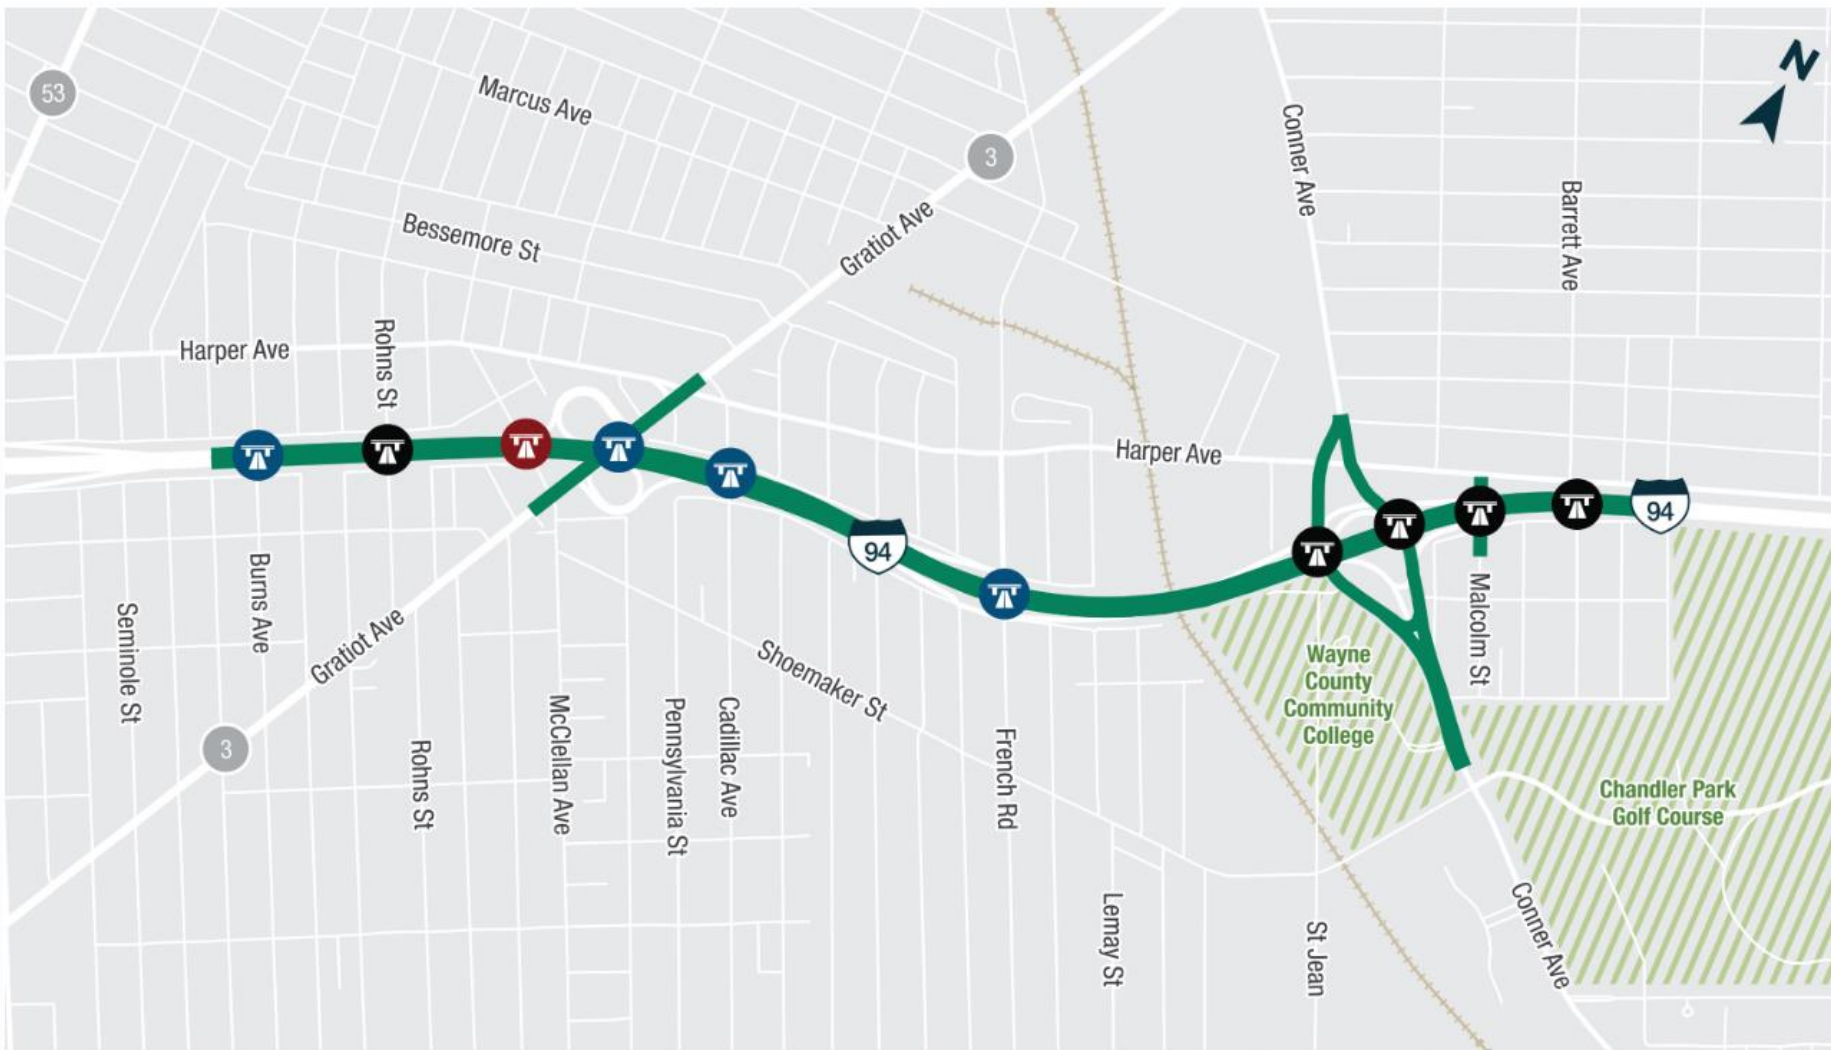 N
53
Marcus Ave
3
Conner Ave
Barrett Ave
Bessemore St
Gratiot Ave
Harper Ave
Rohns St
Harper Ave
94
94
Burns Ave
Seminole St
Gratiot Ave
Shoemaker St
Malcolm St
Wayne
County
Community
College
3
Rohns St
McClellan Ave
Pennsylvania St
Cadillac Ave
French Rd
Chandler Park
Golf Course
Lemay St
St Jean
Conner Ave